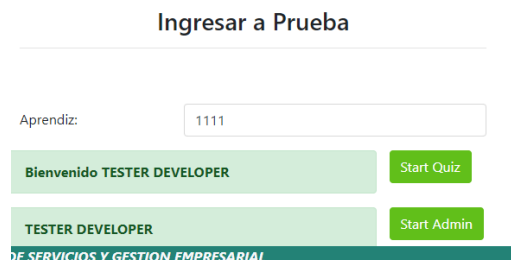 Ingresar a Prueba
Aprendiz: 1111
Bienvenido TESTER DEVELOPER Start Quiz
TESTER DEVELOPER Start Admin
DE SERVICIOS Y GESTION EMPRESARIAL